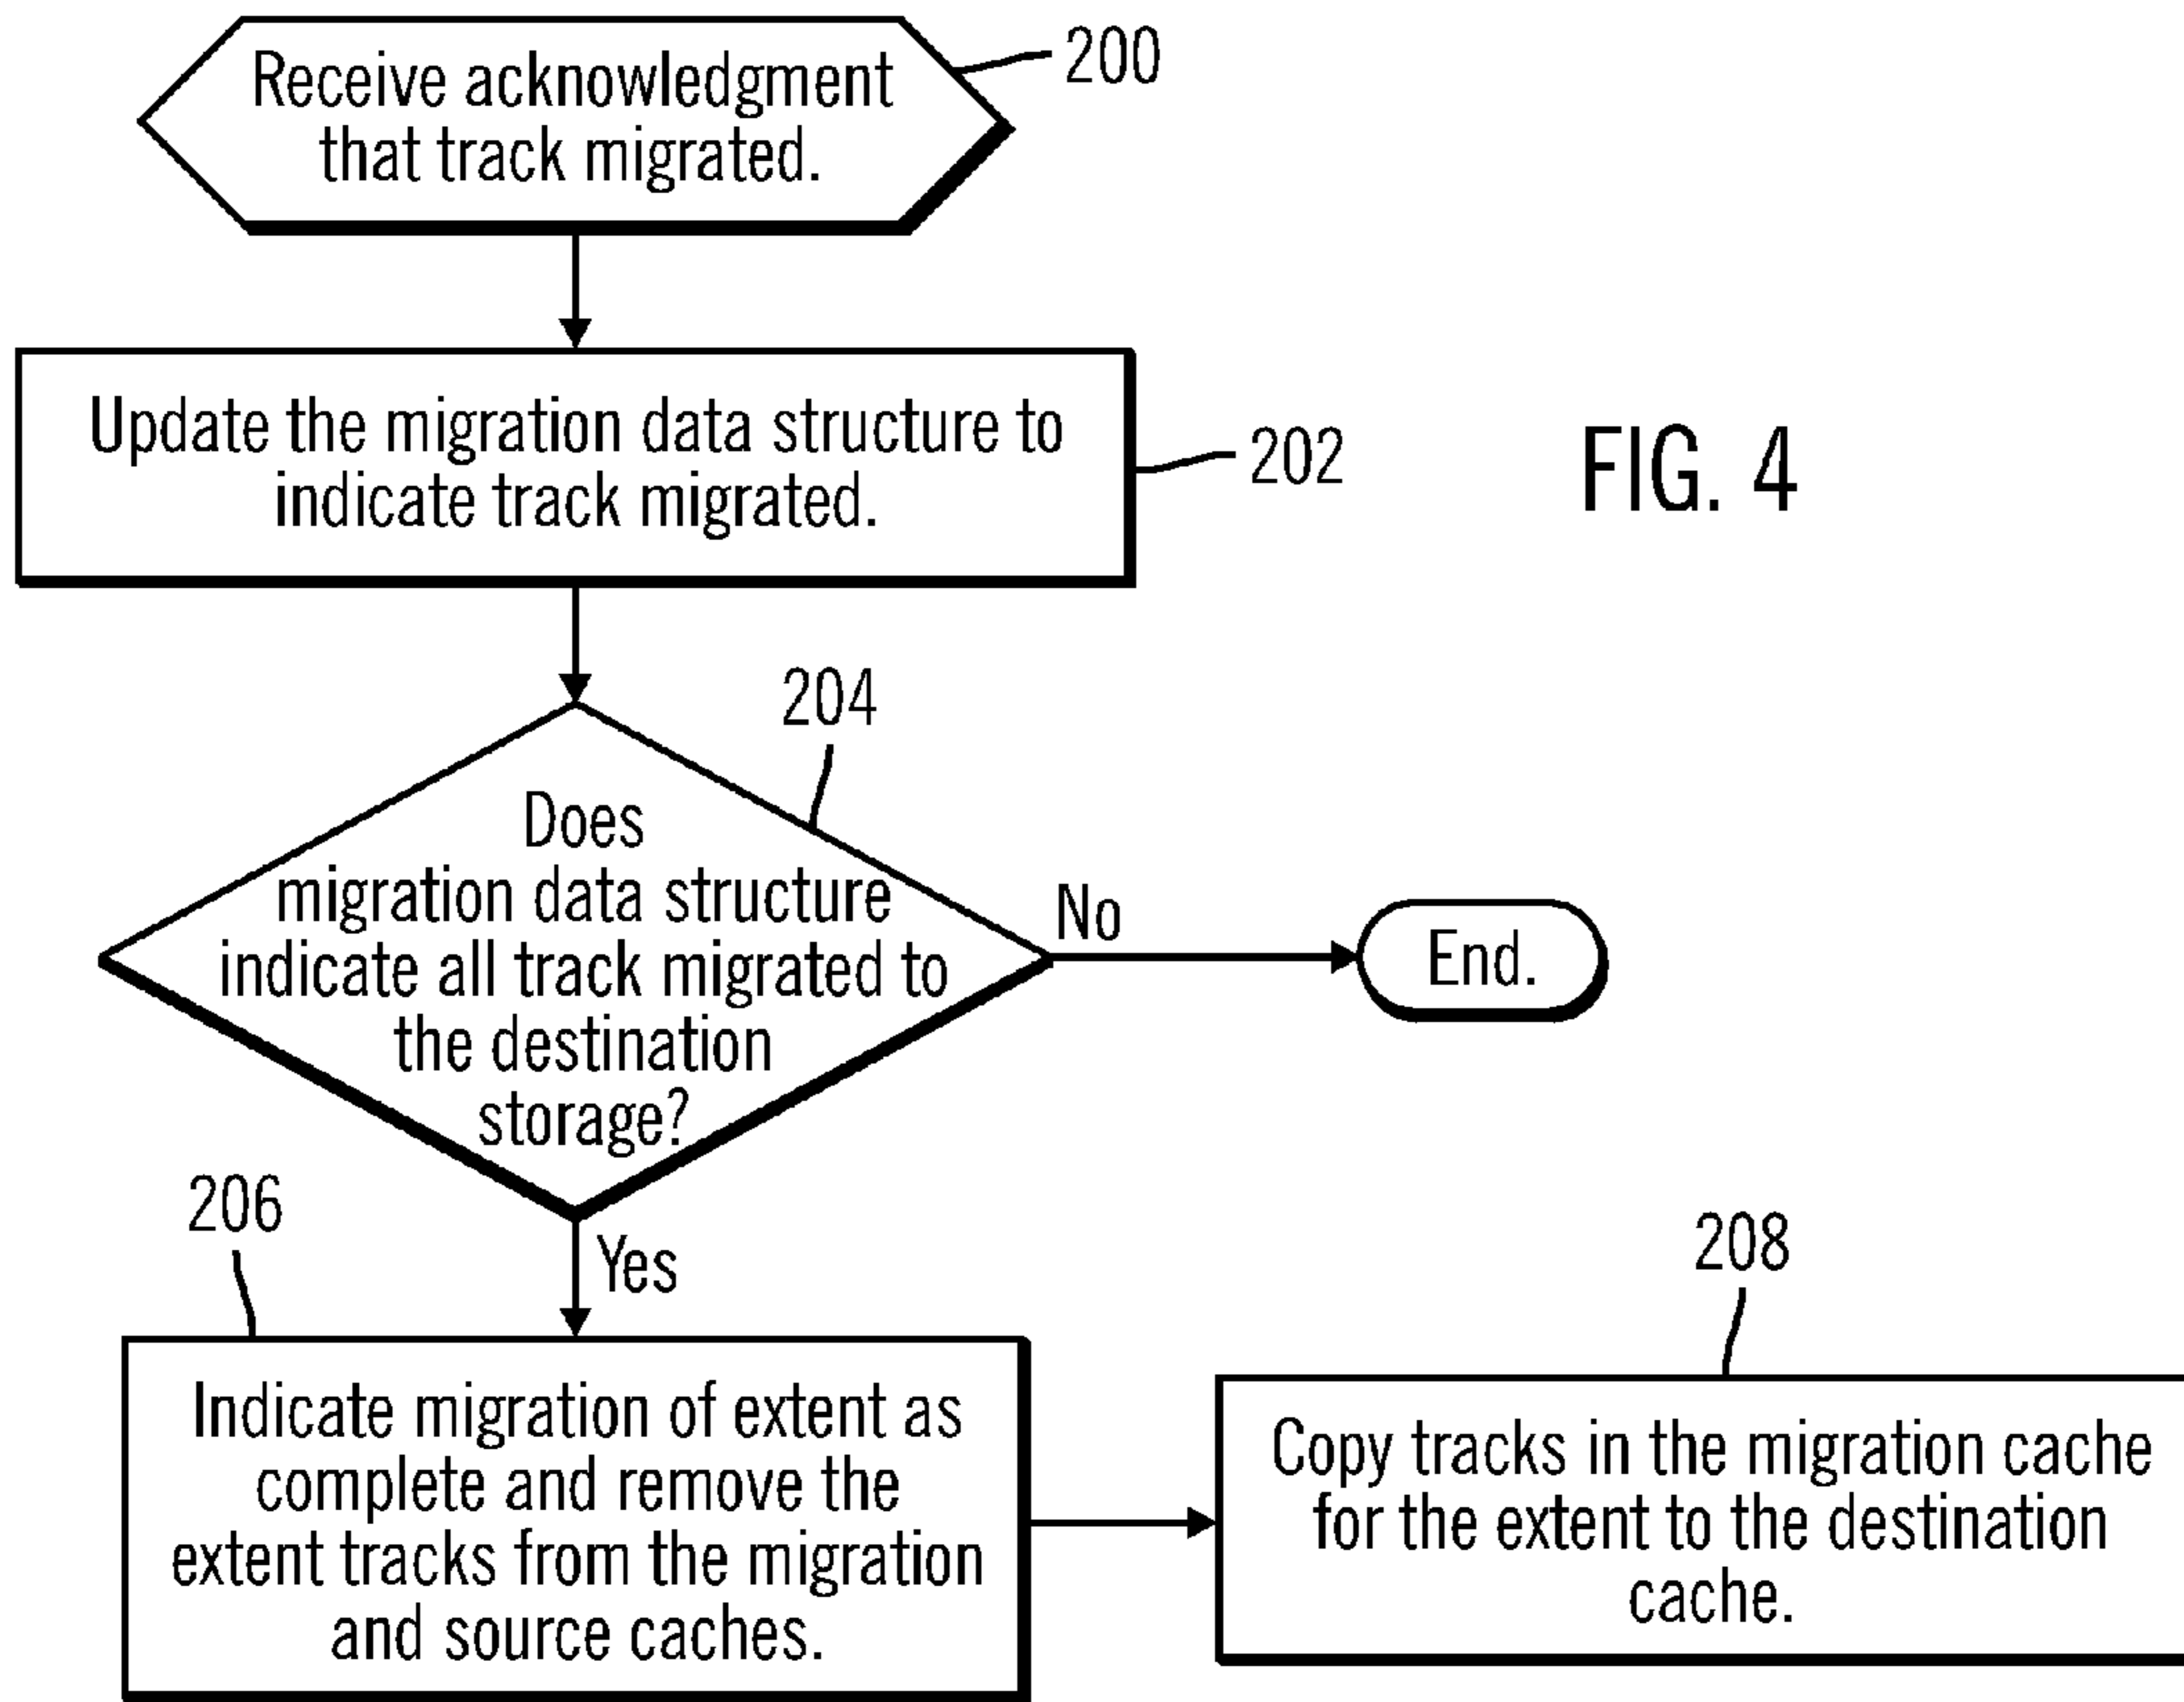 Receive acknowledgment
that track migrated.
200
Update the migration data structure to
indicate track migrated.
202
FIG. 4
204
Does
migration data structure
indicate all track migrated to
the destination
storage?
No
End.
Yes
206
Indicate migration of extent as
complete and remove the
extent tracks from the migration
and source caches.
208
Copy tracks in the migration cache
for the extent to the destination
cache.